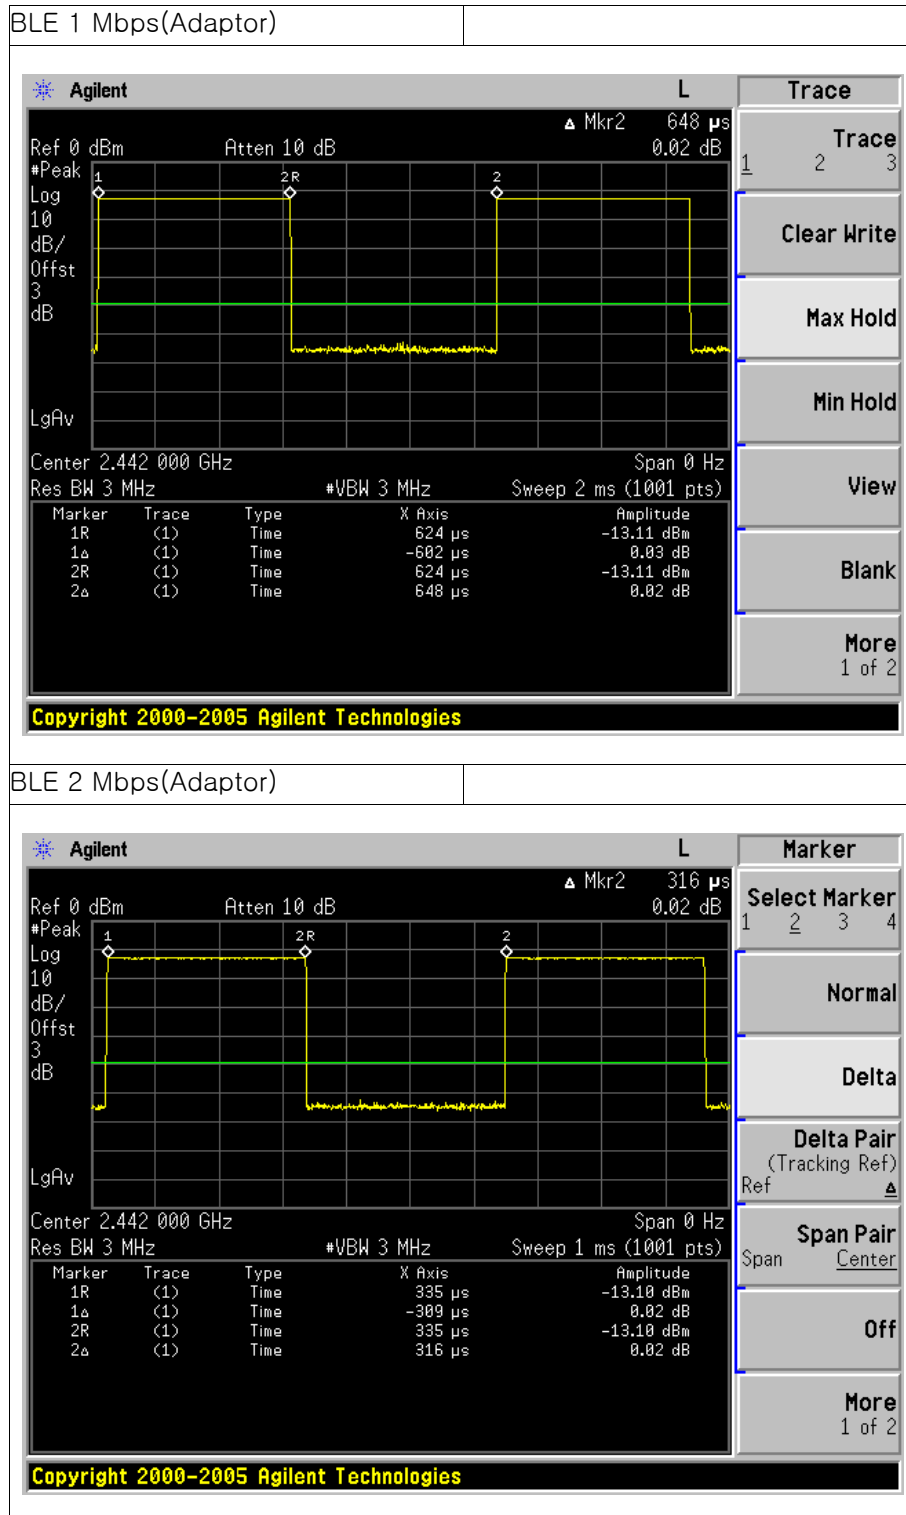 BLE 1 Mbps(Adaptor)
Agilent L Trace
Δ Mkr2 648 µs
Ref 0 dBm Atten 10 dB 0.02 dB
#Peak
Log
10
dB/
Offst
3
dB
LgAv
1 2R 2
Center 2.442 000 GHz Span 0 Hz
Res BW 3 MHz #VBW 3 MHz Sweep 2 ms (1001 pts)
Marker Trace Type X Axis Amplitude
1R (1) Time 624 µs -13.11 dBm
1Δ (1) Time -602 µs 0.03 dB
2R (1) Time 624 µs -13.11 dBm
2Δ (1) Time 648 µs 0.02 dB
Trace
1 2 3
Clear Write
Max Hold
Min Hold
View
Blank
More
1 of 2
Copyright 2000-2005 Agilent Technologies
BLE 2 Mbps(Adaptor)
Agilent L Marker
Δ Mkr2 316 µs
Ref 0 dBm Atten 10 dB 0.02 dB
#Peak
Log
10
dB/
Offst
3
dB
LgAv
1 2R 2
Center 2.442 000 GHz Span 0 Hz
Res BW 3 MHz #VBW 3 MHz Sweep 1 ms (1001 pts)
Marker Trace Type X Axis Amplitude
1R (1) Time 335 µs -13.10 dBm
1Δ (1) Time -309 µs 0.02 dB
2R (1) Time 335 µs -13.10 dBm
2Δ (1) Time 316 µs 0.02 dB
Select Marker
1 2 3 4
Normal
Delta
Delta Pair
(Tracking Ref)
Ref Δ
Span Pair
Span Center
Off
More
1 of 2
Copyright 2000-2005 Agilent Technologies